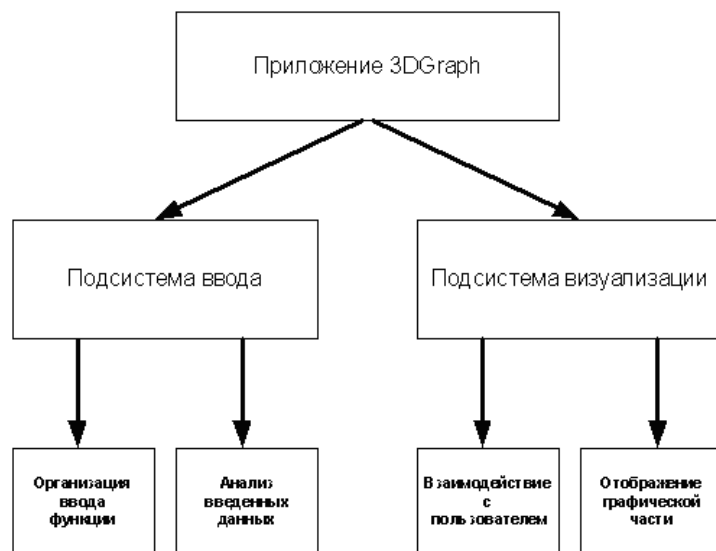 Приложение 3DGraph
Подсистема ввода
Подсистема визуализации
Организация
ввода
функции
Анализ
введенных
данных
Взаимодействие
с
пользователем
Отображение
графической
части